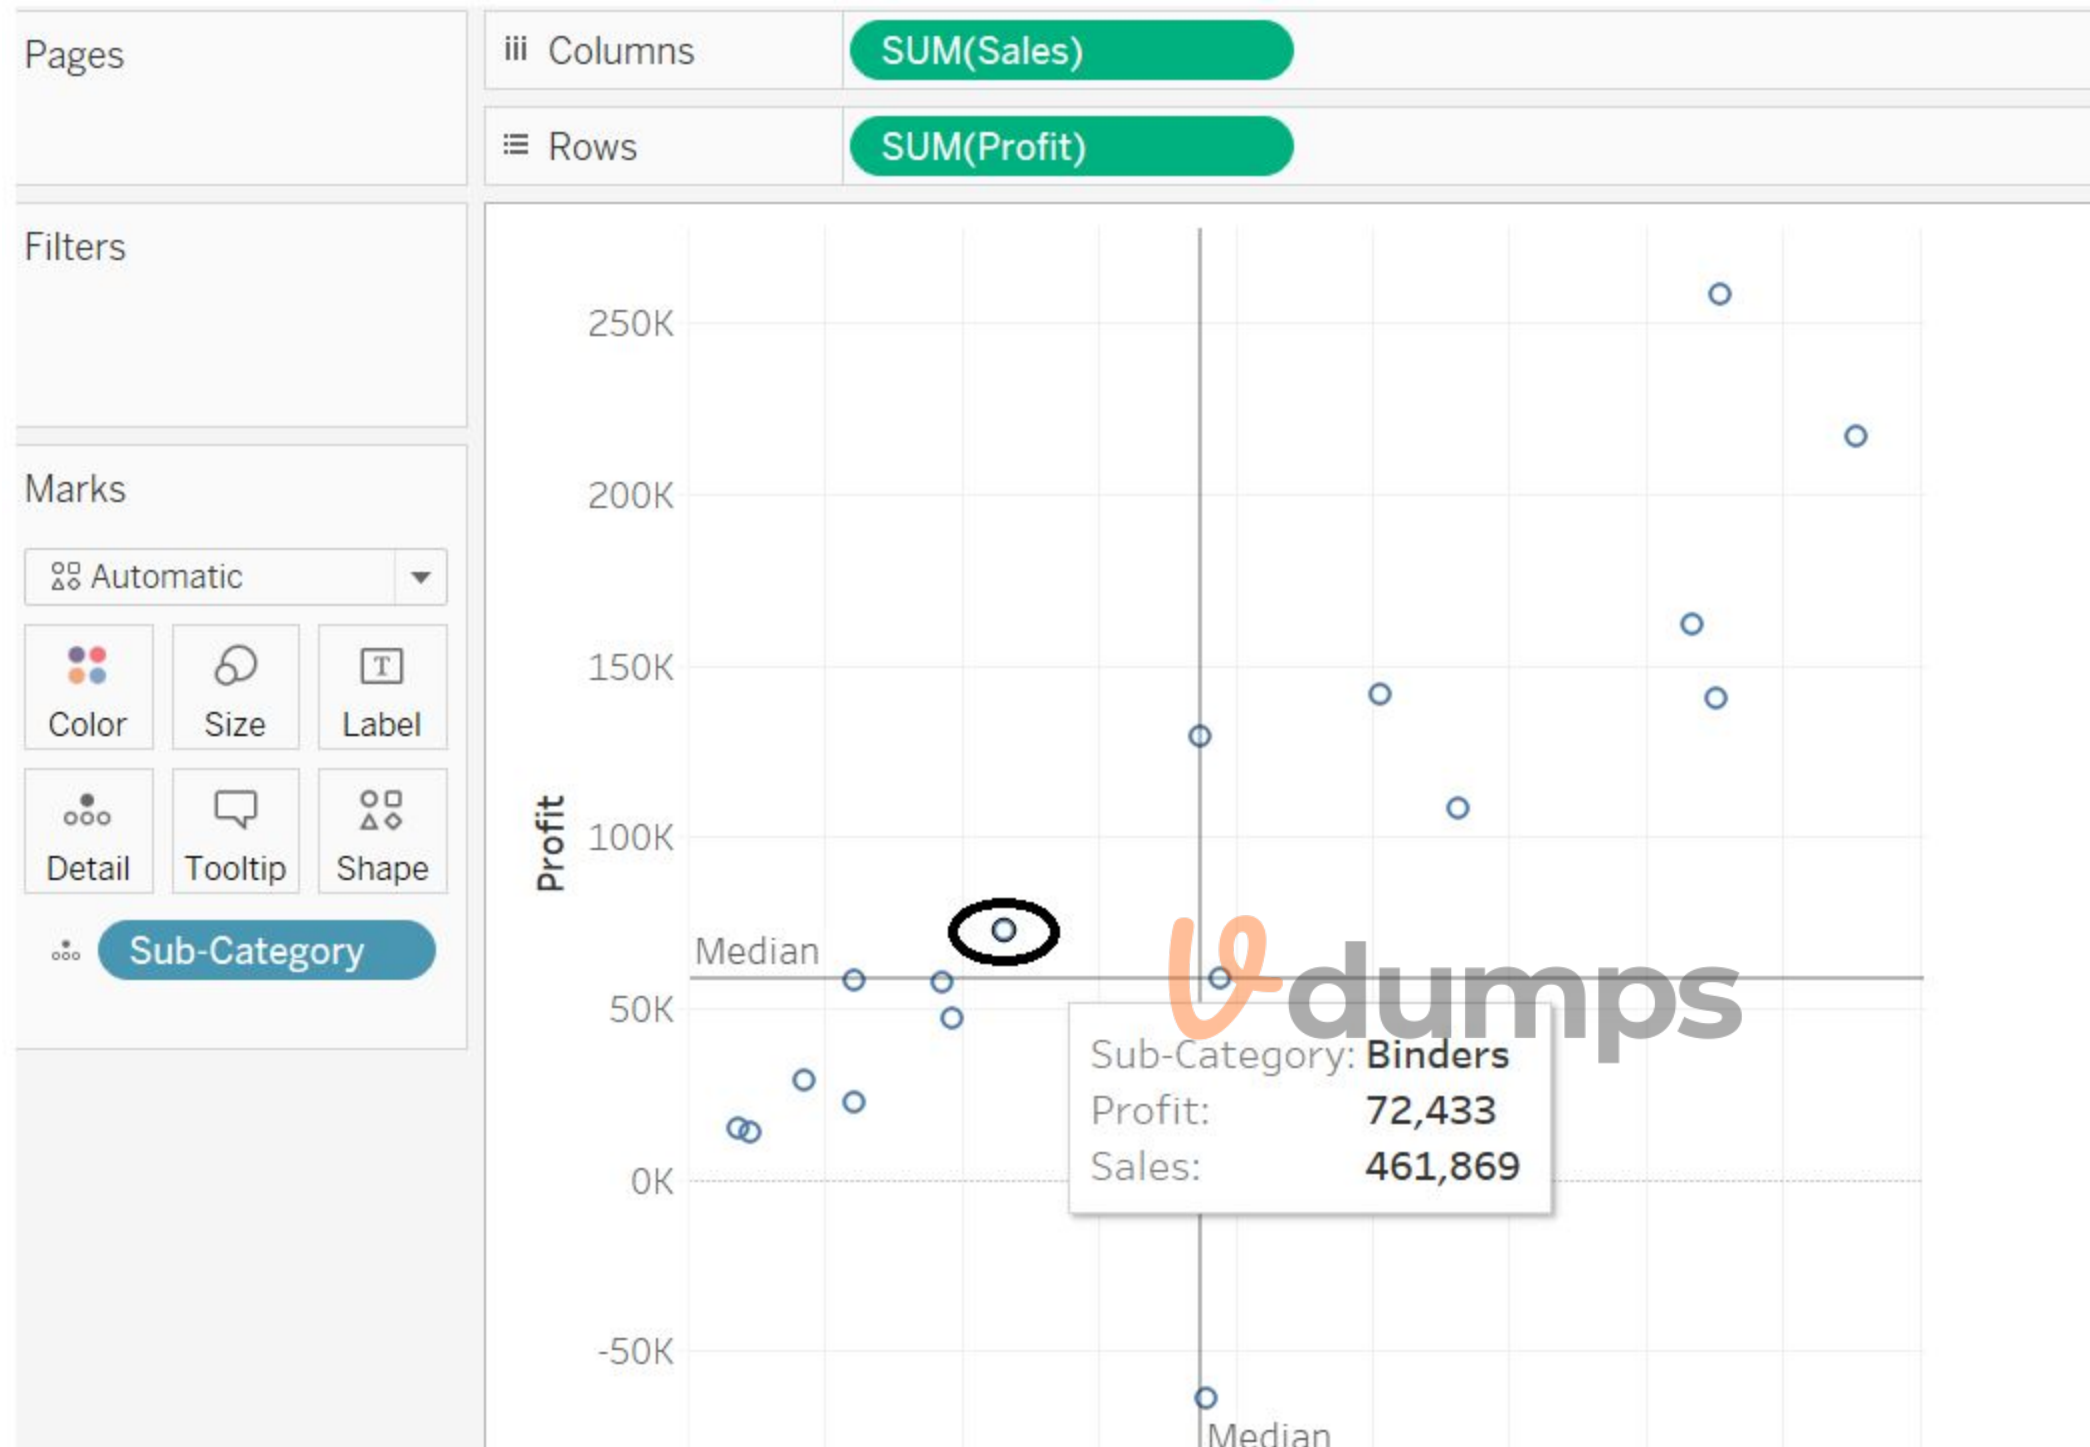 Pages
Columns
SUM(Sales)
Rows
SUM(Profit)
Filters
Marks
Automatic
Color
Size
Label
Detail
Tooltip
Shape
Sub-Category
Profit
250K
200K
150K
100K
Median
50K
0K
-50K
dumps
Sub-Category: Binders
Profit: 72,433
Sales: 461,869
Median